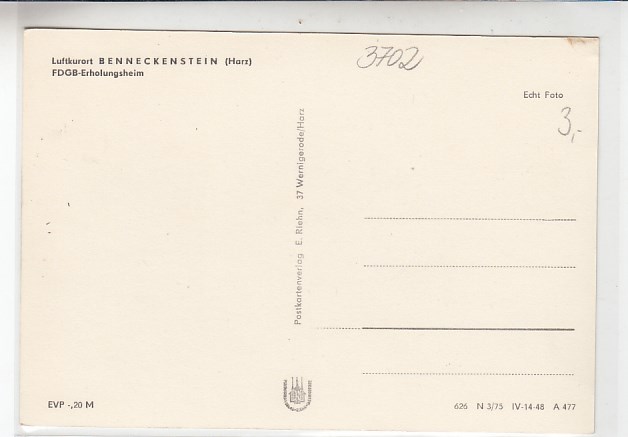 Luftkurort BENNECKENSTEIN (Harz)
FDGB-Erholungsheim
3702
Echt Foto
3,-
Postkartenverlag E. Riehn, 37 Wernigerode/Harz
EVP -,20 M
626 N 3/75 IV-14-48 A 477